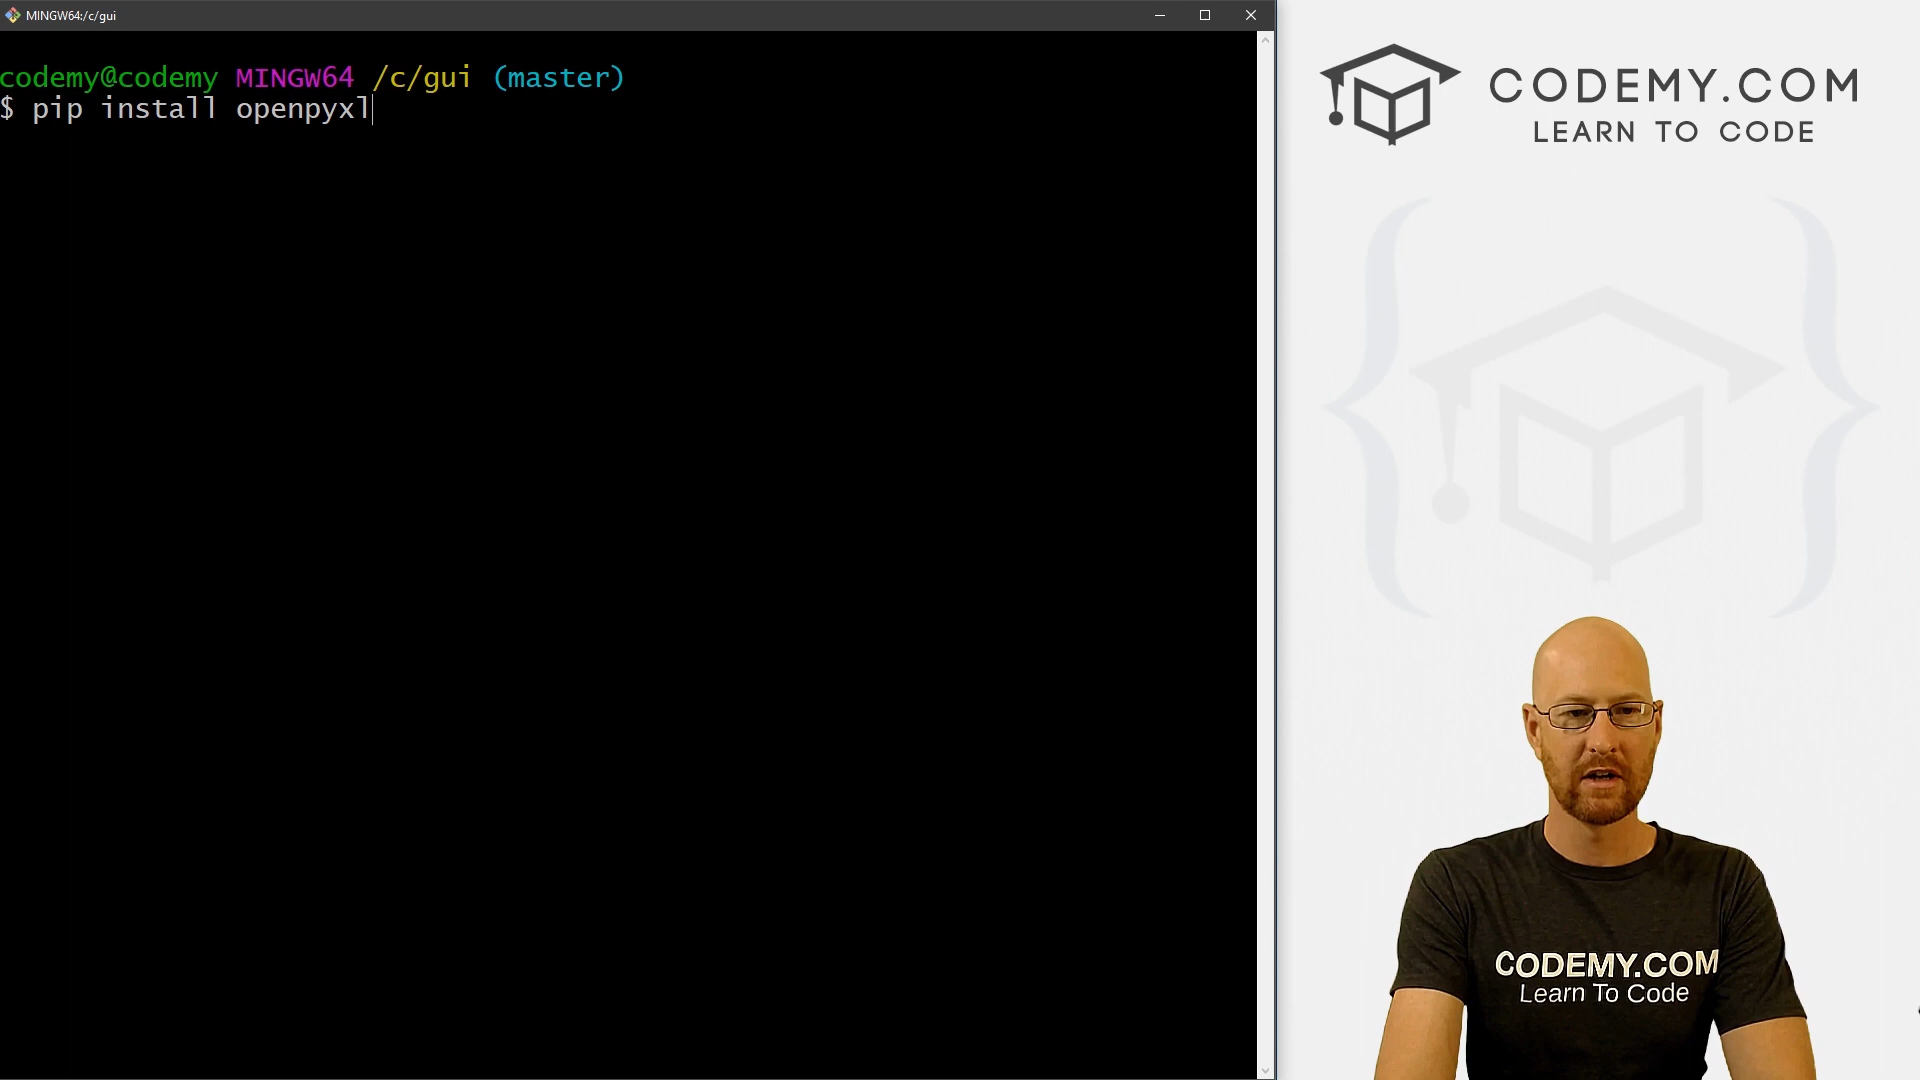 MINGW64:/c/gui
codemy@codemy MINGW64 /c/gui (master)
$ pip install openpyxl
CODEMY.COM
LEARN TO CODE
CODEMY.COM
Learn To Code